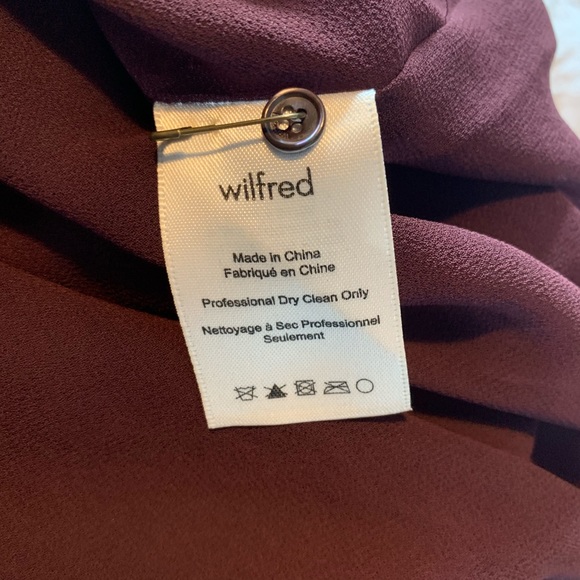 wilfred
Made in China
Fabriqué en Chine
Professional Dry Clean Only
Nettoyage à Sec Professionnel
Seulement